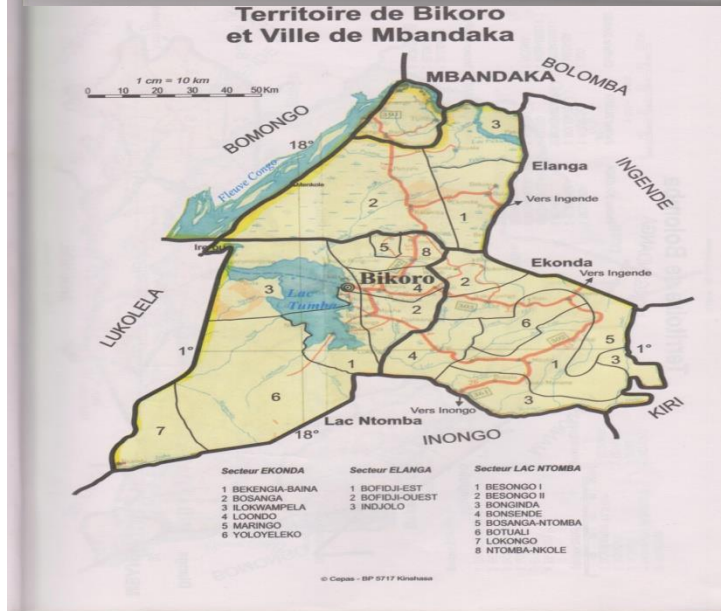 Territoire de Bikoro
et Ville de Mbandaka
1 cm = 10 km
0 10 20 30 40 50 Km
MBANDAKA
BOLOMBA
BOMONGO
18°
3
Fleuve Congo
Elanga
INGENDE
2
Vers Ingende
1
5
8
Ekonda
Bikoro
2
Vers Ingende
3
Lac
Tumba
4
LUKOLELA
2
6
1°
4
5
1°
3
1
1
6
3
KIRI
7
Vers Inongo
Lac Ntomba
18°
INONGO
Secteur EKONDA
1 BEKENGIA-BAINA
2 BOSANGA
3 ILOKWAMPELA
4 LOONDO
5 MARINGO
6 YOLOYELEKO
Secteur ELANGA
1 BOFIDJI-EST
2 BOFIDJI-OUEST
3 INDJOLO
Secteur LAC NTOMBA
1 BESONGO I
2 BESONGO II
3 BONGINDA
4 BONSENDE
5 BOSANGA-NTOMBA
6 BOTUALI
7 LOKONGO
8 NTOMBA-NKOLE
© Cepas - BP 5717 Kinshasa